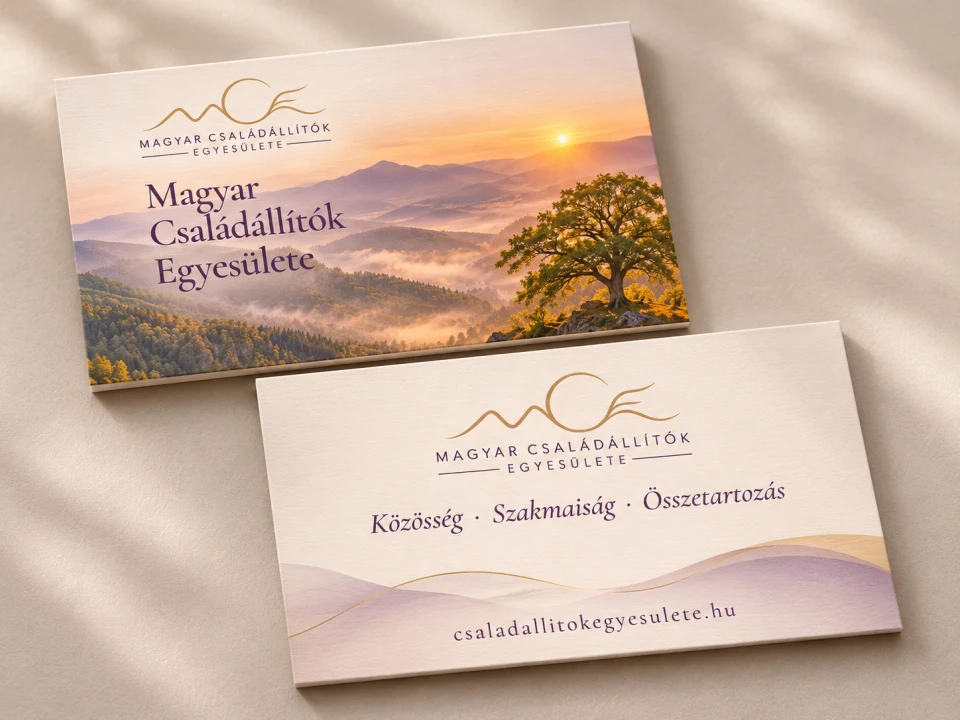 MAGYAR CSALÁDÁLLÍTÓK
EGYESÜLETE
Magyar
Családállítók
Egyesülete
MAGYAR CSALÁDÁLLÍTÓK
EGYESÜLETE
Közösség · Szakmaiság · Összetartozás
csaladallitokegyesulete.hu